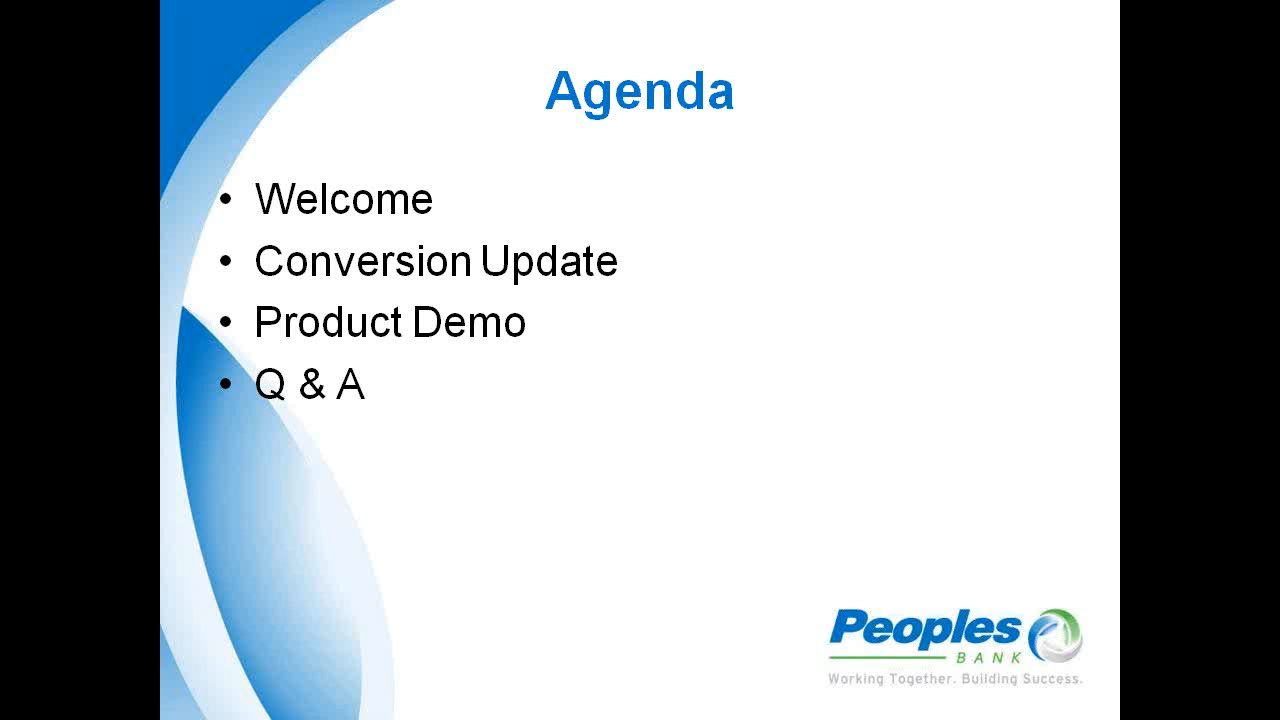 Agenda
• Welcome
• Conversion Update
• Product Demo
• Q & A
Peoples
BANK
Working Together. Building Success.